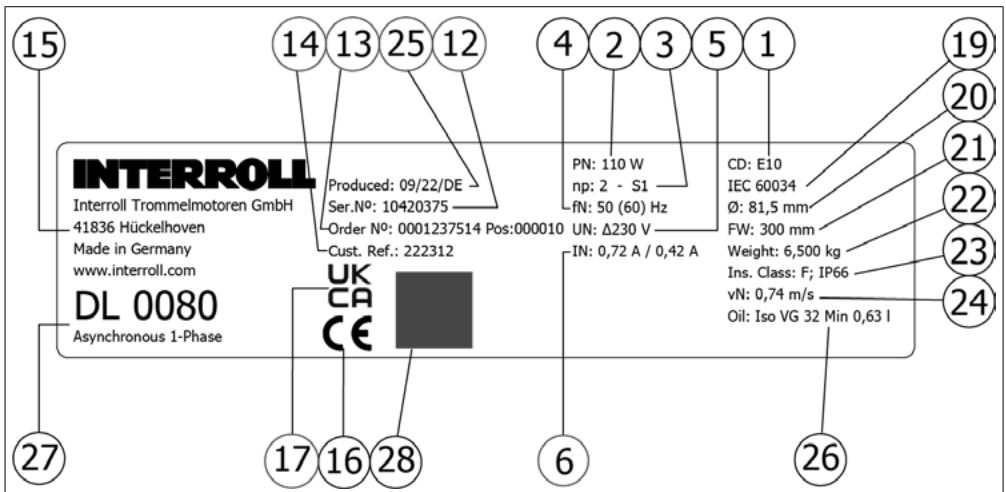 15 14 13 25 12 4 2 3 5 1 19
20
21
22
23
24
INTERROLL
Interroll Trommelmotoren GmbH
41836 Hückelhoven
Made in Germany
www.interroll.com
DL 0080
Asynchronous 1-Phase
Produced: 09/22/DE
Ser.Nº: 10420375
Order Nº: 0001237514 Pos:000010
Cust. Ref.: 222312
UK
CA
CE
PN: 110 W
np: 2 - S1
fN: 50 (60) Hz
UN: Δ230 V
IN: 0,72 A / 0,42 A
CD: E10
IEC 60034
Ø: 81,5 mm
FW: 300 mm
Weight: 6,500 kg
Ins. Class: F; IP66
vN: 0,74 m/s
Oil: Iso VG 32 Min 0,63 l
27 17 16 28 6 26